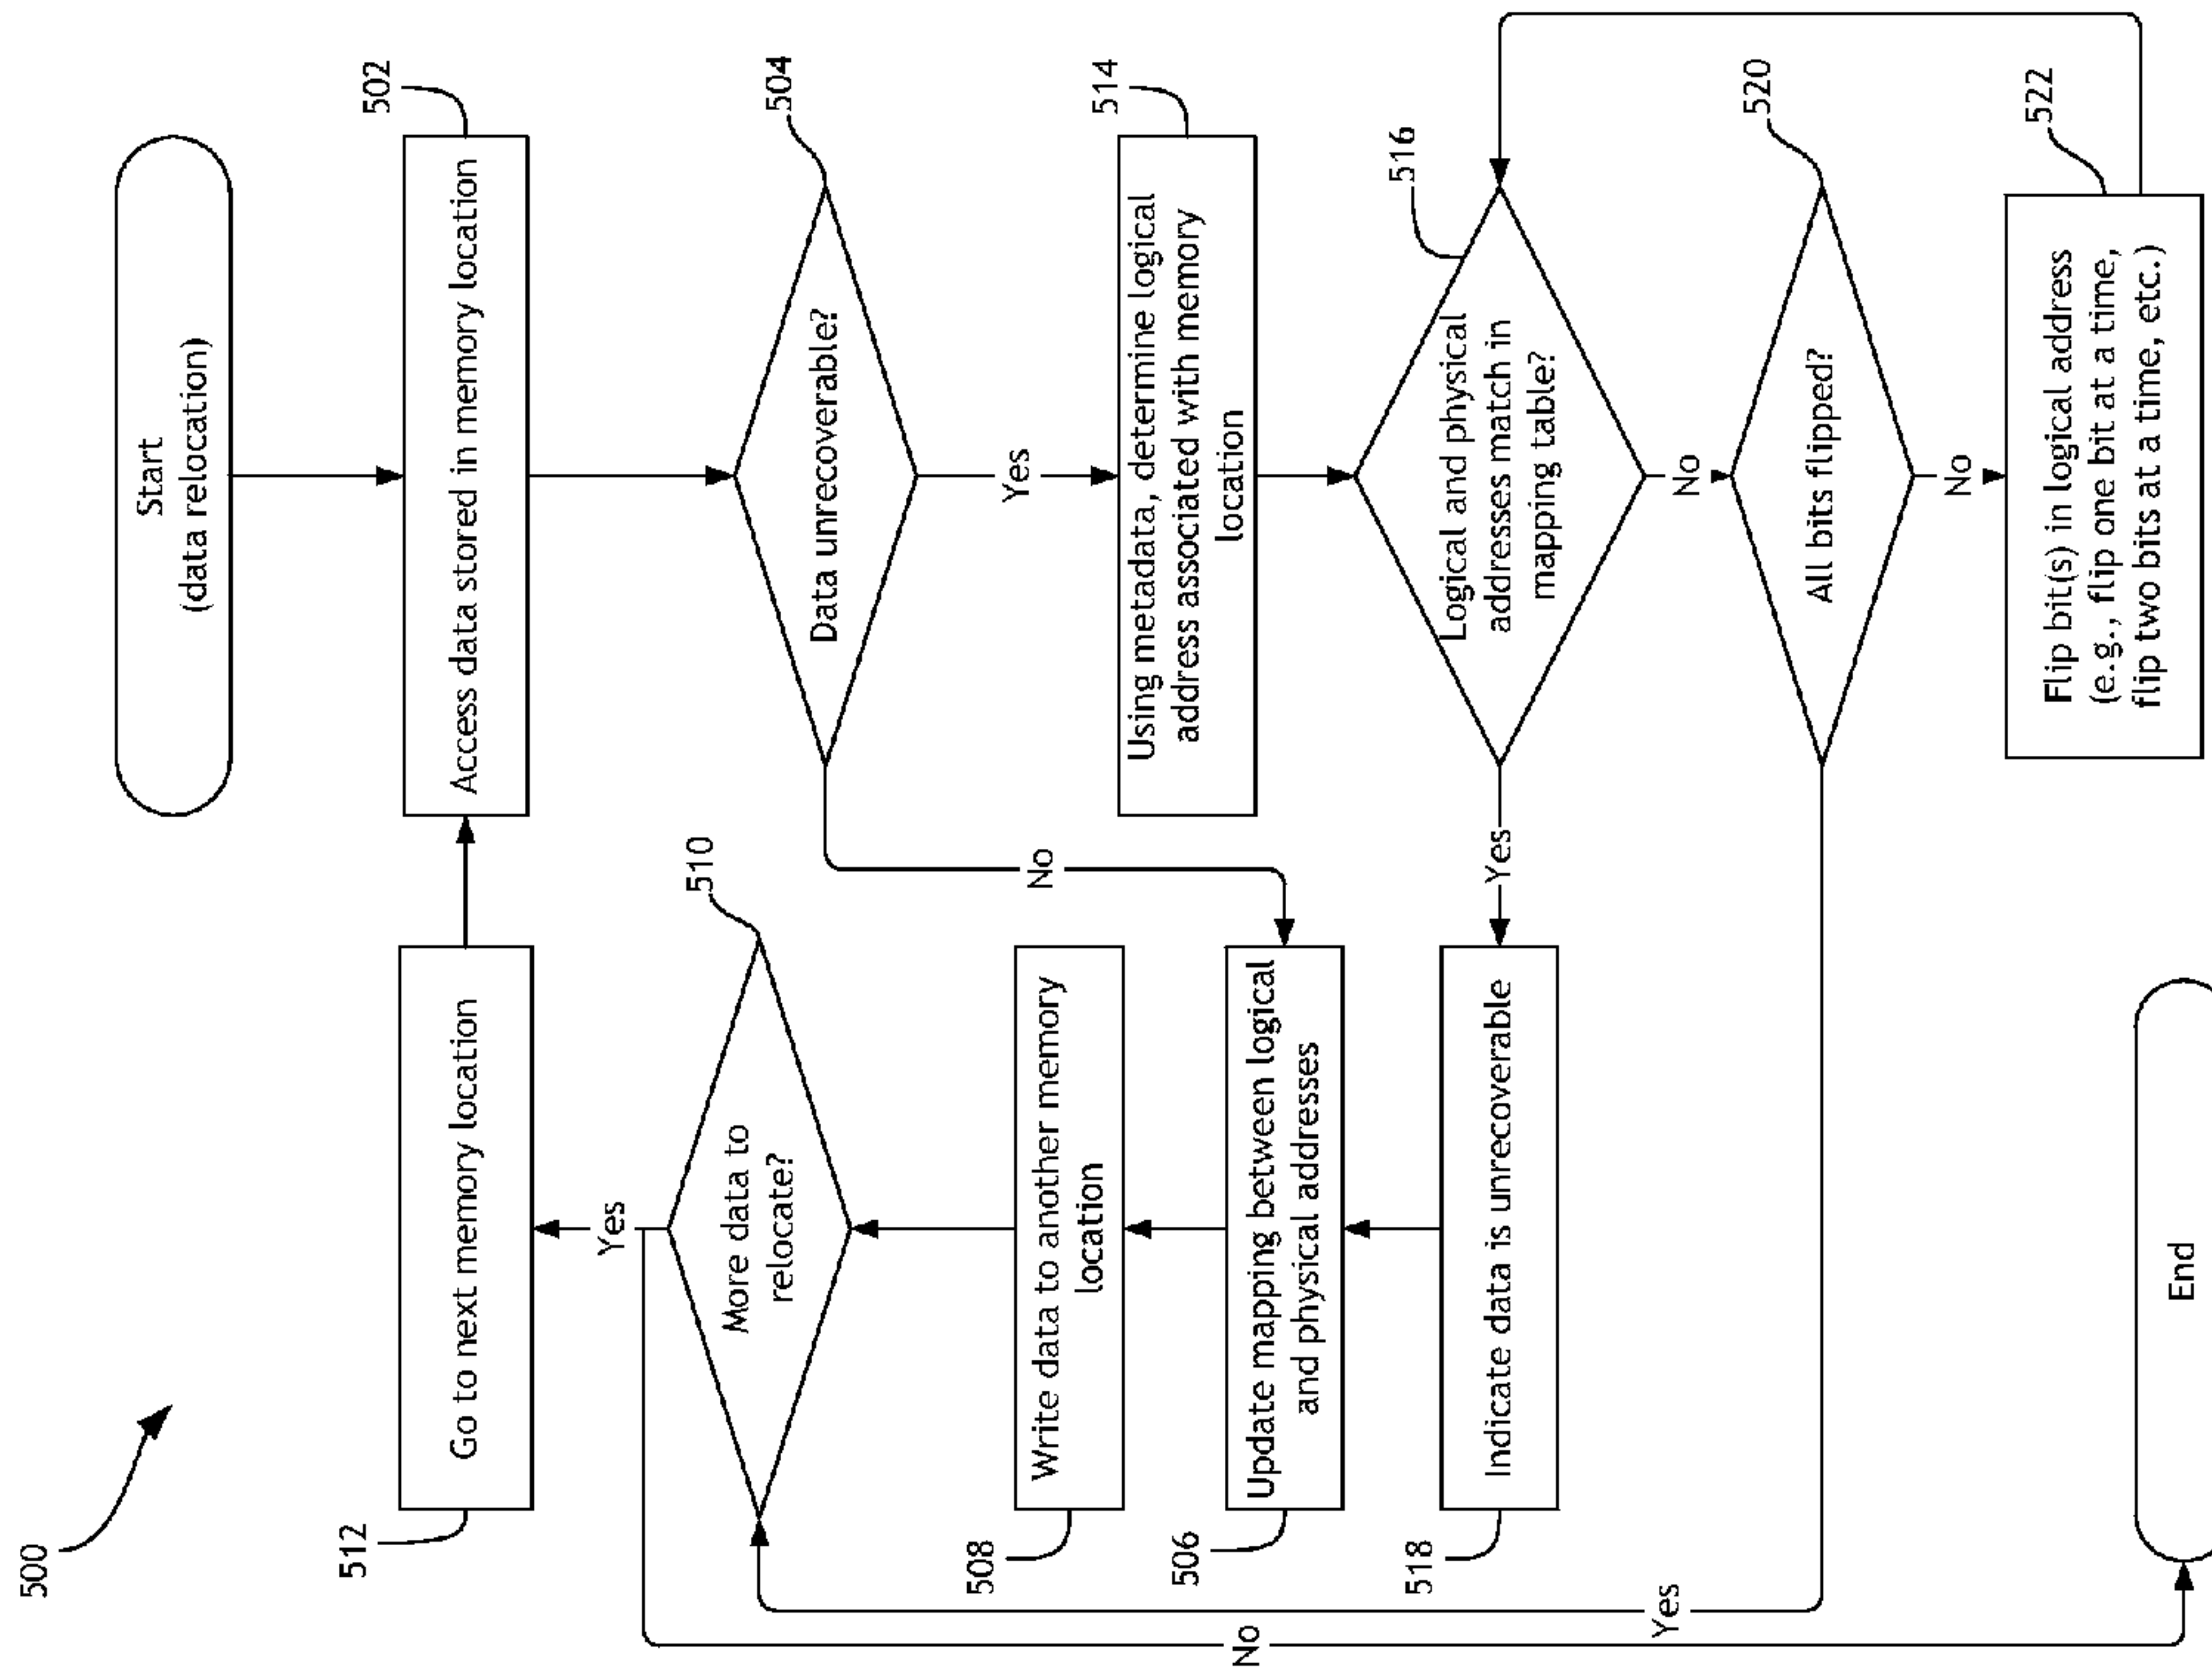 500
Start
(data relocation)
512
Go to next memory location
Access data stored in memory location
502
Yes
510
More data to
relocate?
504
Data unrecoverable?
508
Write data to another memory
location
No
Yes
514
Using metadata, determine logical
address associated with memory
location
506
Update mapping between logical
and physical addresses
518
Indicate data is unrecoverable
Yes
516
Logical and physical
addresses match in
mapping table?
No
520
All bits flipped?
Yes
No
No
522
Flip bit(s) in logical address
(e.g., flip one bit at a time,
flip two bits at a time, etc.)
End